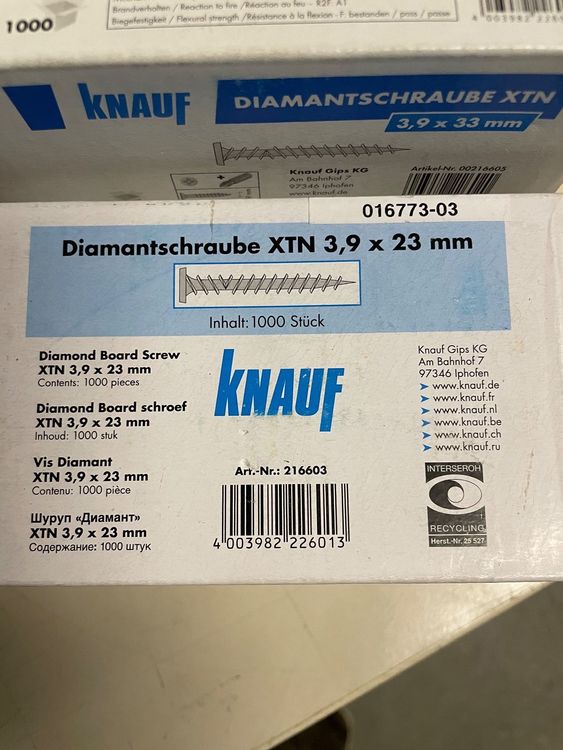 1000
Brandverhalten / Reaction to fire / Réaction au feu - R2F: A1
Biegefestigkeit / Flexural strength / Résistance à la flexion - F: bestanden / pass / passe
KNAUF
DIAMANTSCHRAUBE XTN
3,9 x 33 mm
Knauf Gips KG
Am Bahnhof 7
97346 Iphofen
www.knauf.de
Artikel-Nr. 00216605
016773-03
Diamantschraube XTN 3,9 x 23 mm
Inhalt: 1000 Stück
Diamond Board Screw
XTN 3,9 x 23 mm
Contents: 1000 pieces
Diamond Board schroef
XTN 3,9 x 23 mm
Inhoud: 1000 stuk
Vis Diamant
XTN 3,9 x 23 mm
Contenu: 1000 pièce
Шуруп «Диамант»
XTN 3,9 x 23 mm
Содержание: 1000 штук
KNAUF
Art.-Nr.: 216603
4 003982 226013
Knauf Gips KG
Am Bahnhof 7
97346 Iphofen
www.knauf.de
www.knauf.fr
www.knauf.nl
www.knauf.be
www.knauf.ch
www.knauf.ru
INTERSEROH
RECYCLING
Herst.-Nr. 25 527